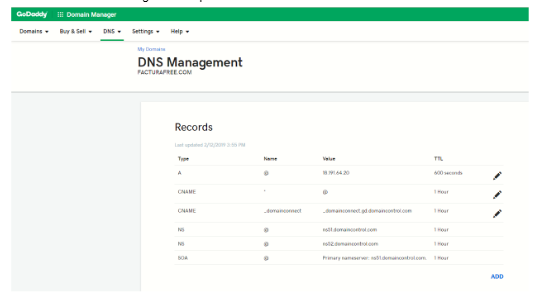 GoDaddy Domain Manager
Domains Buy & Sell DNS Settings Help
My Domains
DNS Management
FACTURAFREE.COM
Records
Last updated 2/12/2019 3:55 PM
Type Name Value TTL
A @ 18.191.64.20 600 seconds
CNAME * @ 1 Hour
CNAME _domainconnect _domainconnect.gd.domaincontrol.com 1 Hour
NS @ ns51.domaincontrol.com 1 Hour
NS @ ns52.domaincontrol.com 1 Hour
SOA @ Primary nameserver: ns51.domaincontrol.com. 1 Hour
ADD